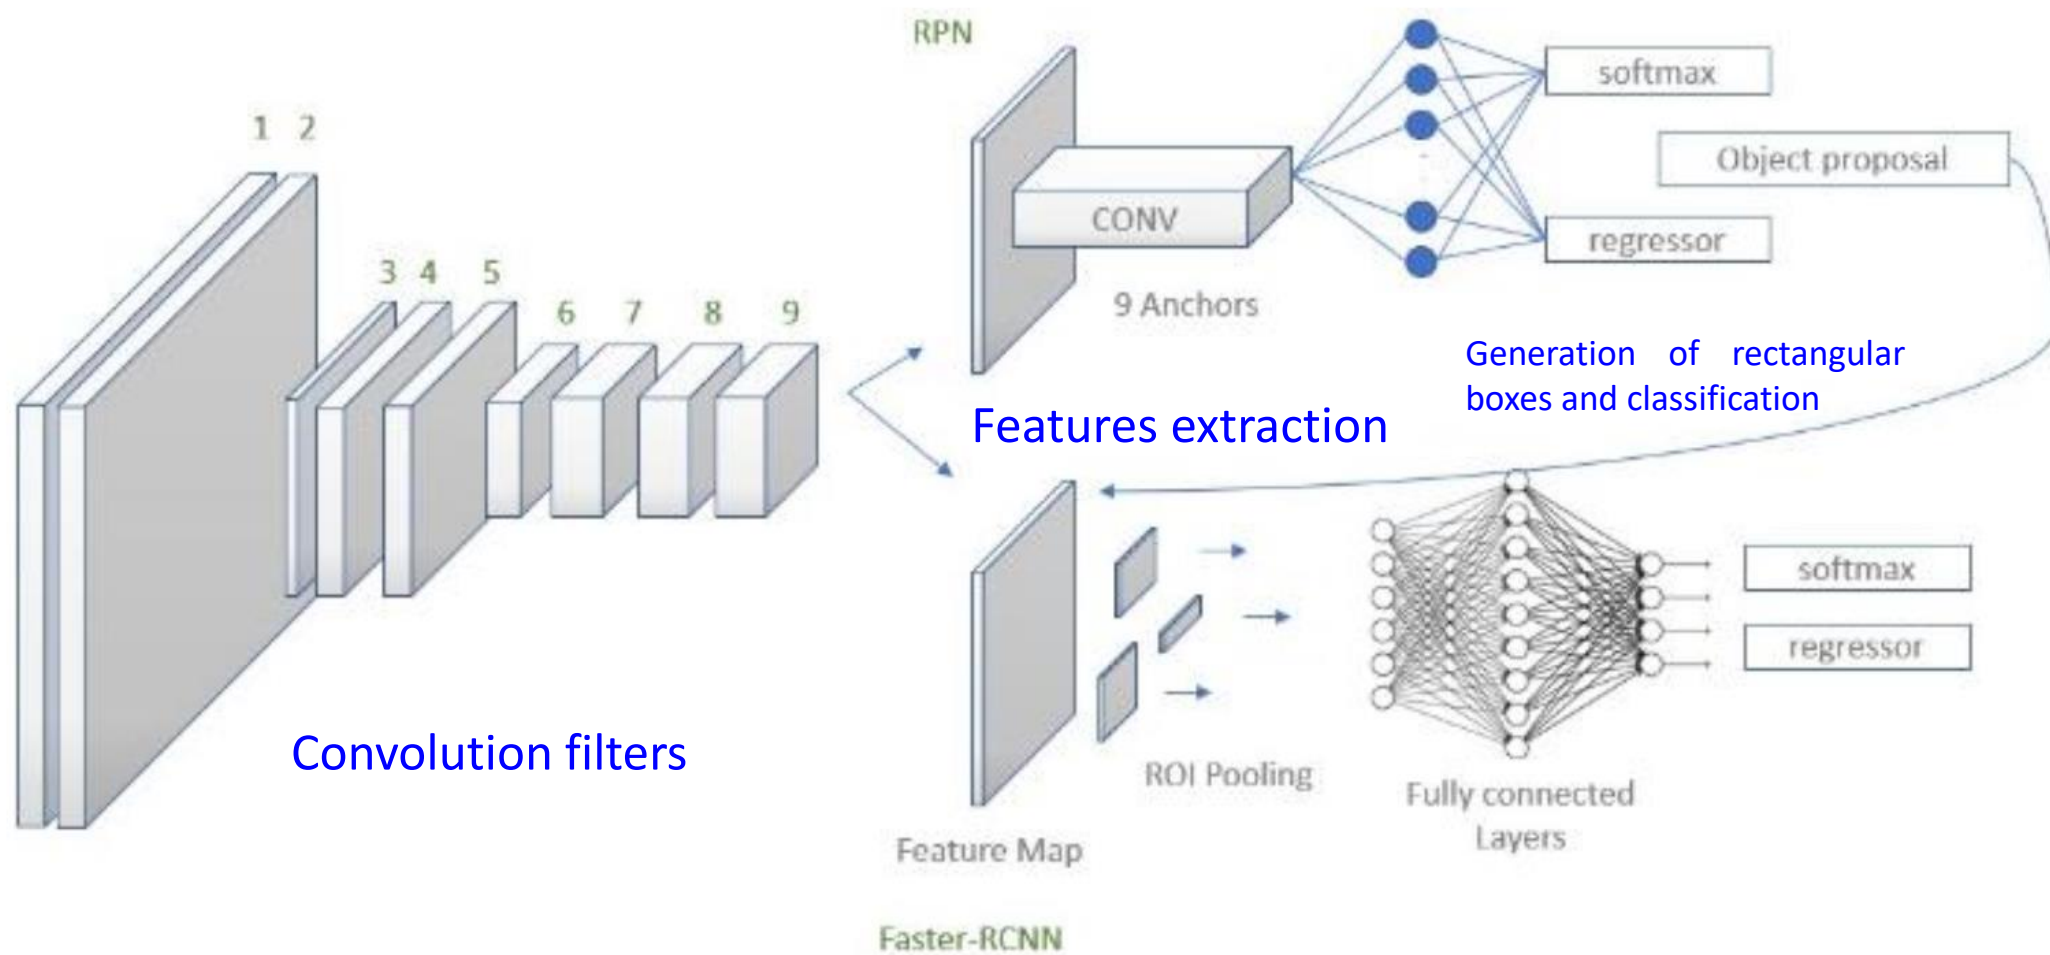 RPN
softmax
1 2
Object proposal
CONV
regressor
3 4 5
9 Anchors
6 7 8 9
Generation of rectangular
boxes and classification
Features extraction
softmax
regressor
Convolution filters
ROI Pooling
Fully connected
Layers
Feature Map
Faster-RCNN